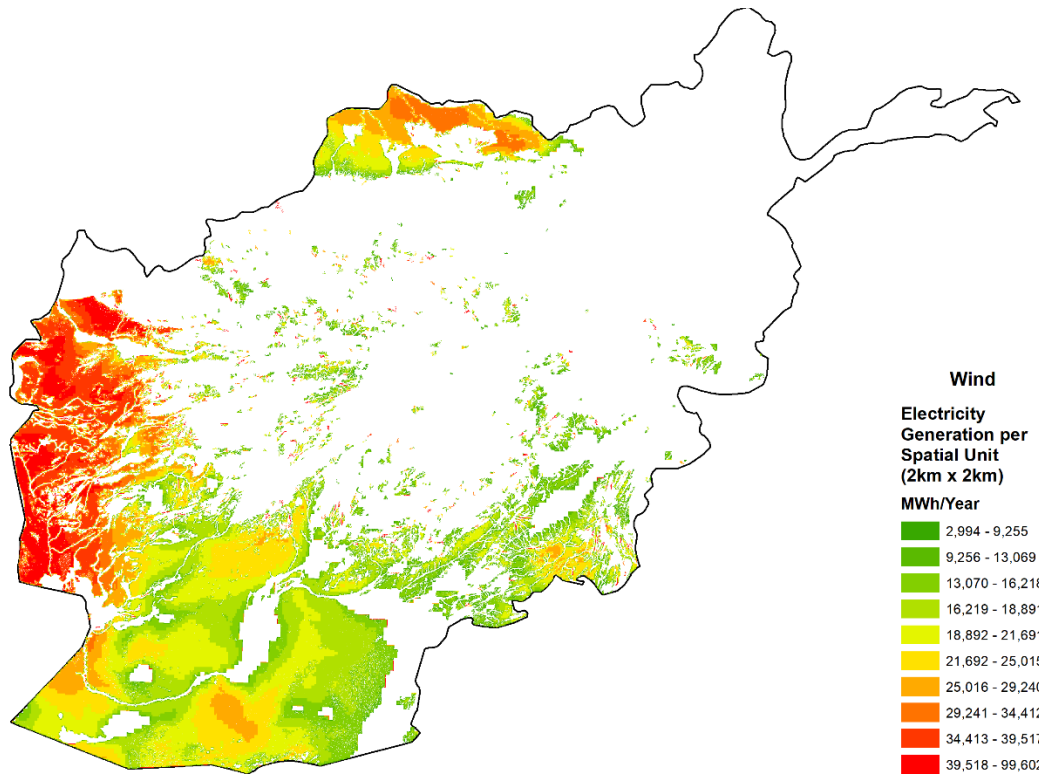 Wind
Electricity
Generation per
Spatial Unit
(2km x 2km)
MWh/Year
2,994 - 9,255
9,256 - 13,069
13,070 - 16,218
16,219 - 18,891
18,892 - 21,691
21,692 - 25,015
25,016 - 29,240
29,241 - 34,412
34,413 - 39,517
39,518 - 99,602